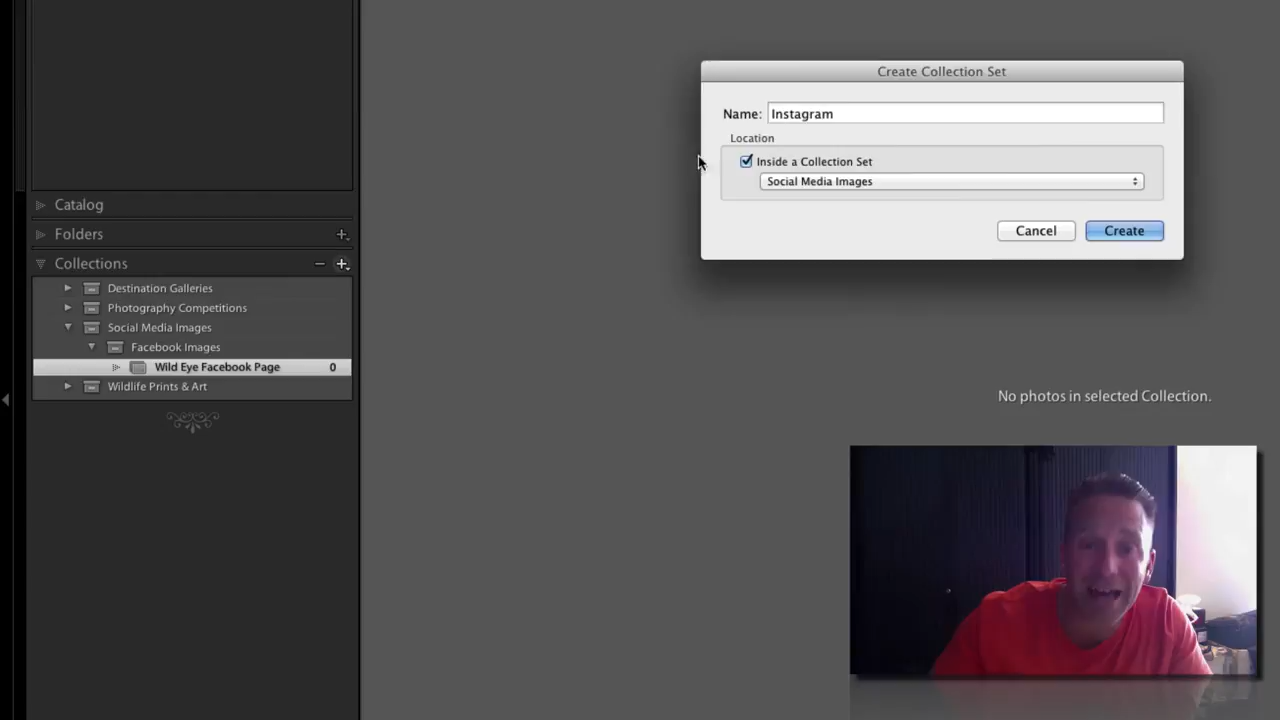 Create Collection Set
Name: Instagram
Location
Inside a Collection Set
Social Media Images
Cancel Create
Catalog
Folders
Collections
Destination Galleries
Photography Competitions
Social Media Images
Facebook Images
Wild Eye Facebook Page 0
Wildlife Prints & Art
No photos in selected Collection.